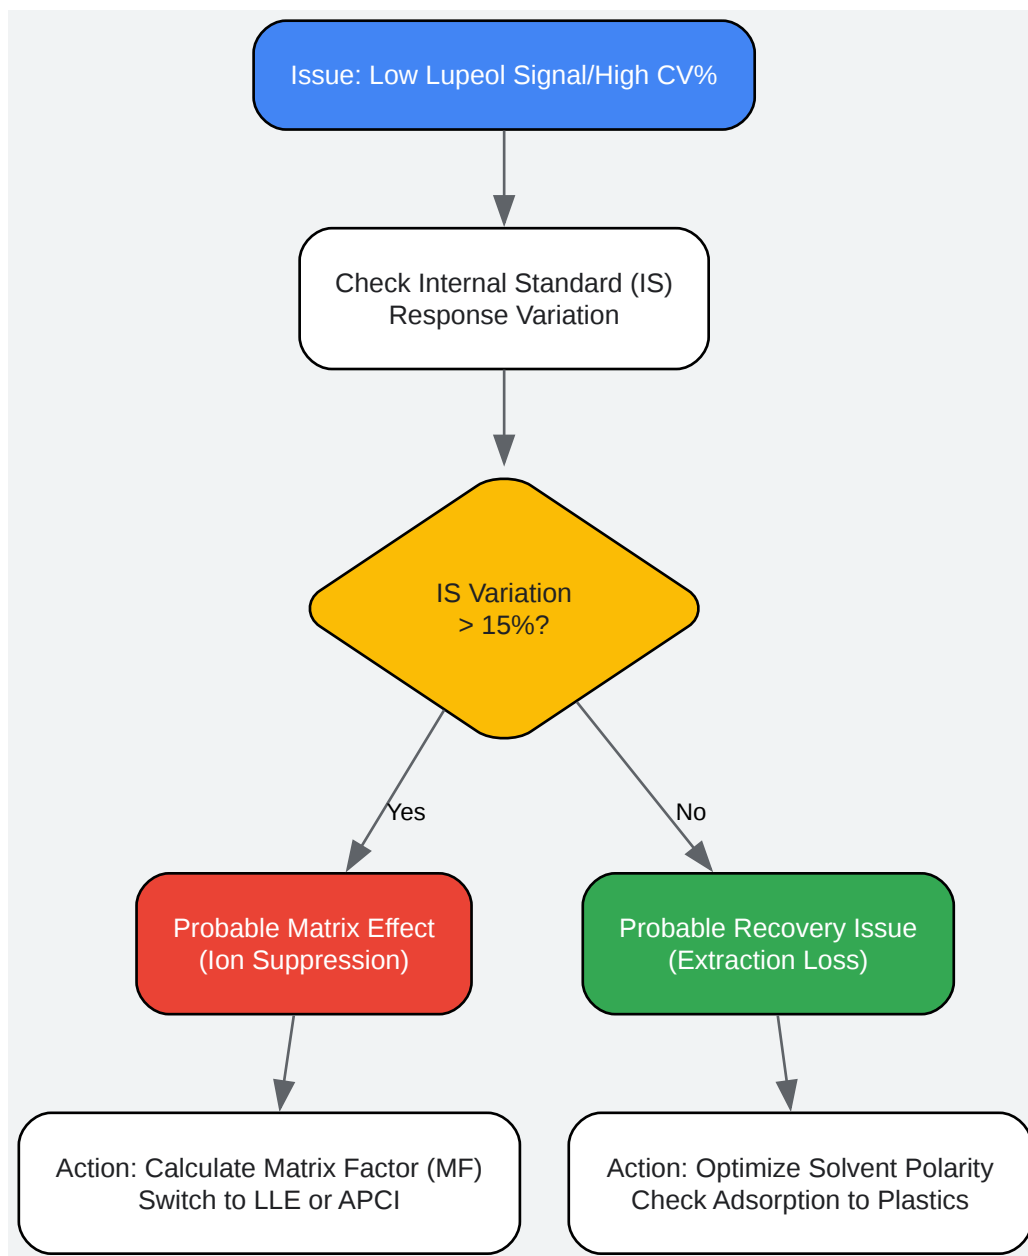 Issue: Low Lupeol Signal/High CV%
Check Internal Standard (IS)
Response Variation
IS Variation
> 15%?
Yes
No
Probable Matrix Effect
(Ion Suppression)
Probable Recovery Issue
(Extraction Loss)
Action: Calculate Matrix Factor (MF)
Switch to LLE or APCI
Action: Optimize Solvent Polarity
Check Adsorption to Plastics